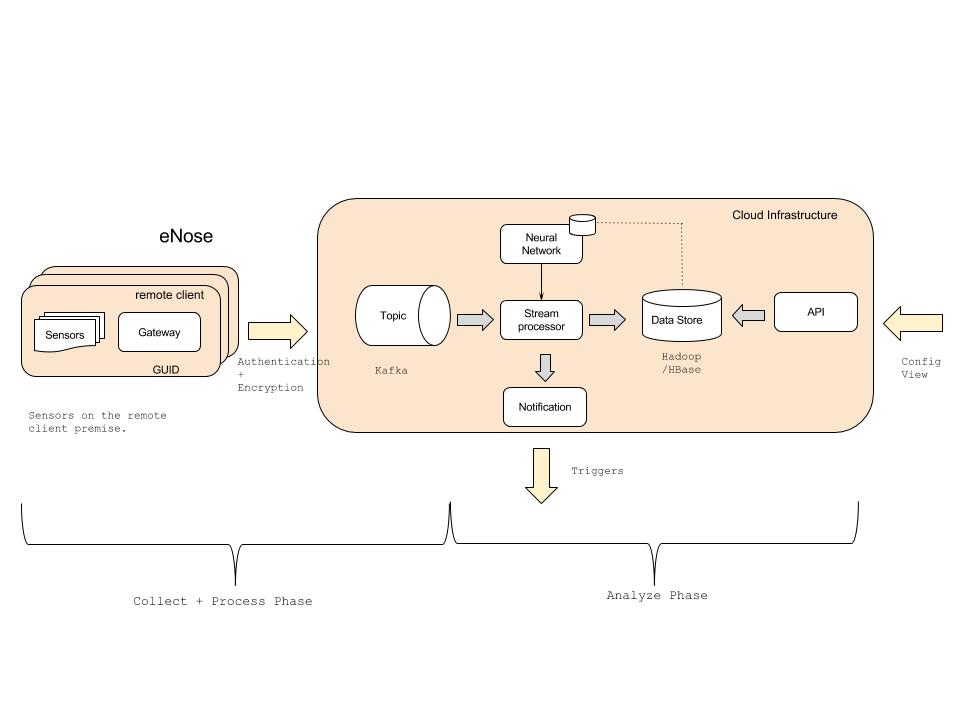 eNose
remote client
Sensors
Gateway
GUID
Sensors on the remote
client premise.
Authentication
+
Encryption
Cloud Infrastructure
Neural
Network
Topic
Kafka
Stream
processor
Data Store
Hadoop
/HBase
API
Notification
Config
View
Triggers
Collect + Process Phase
Analyze Phase